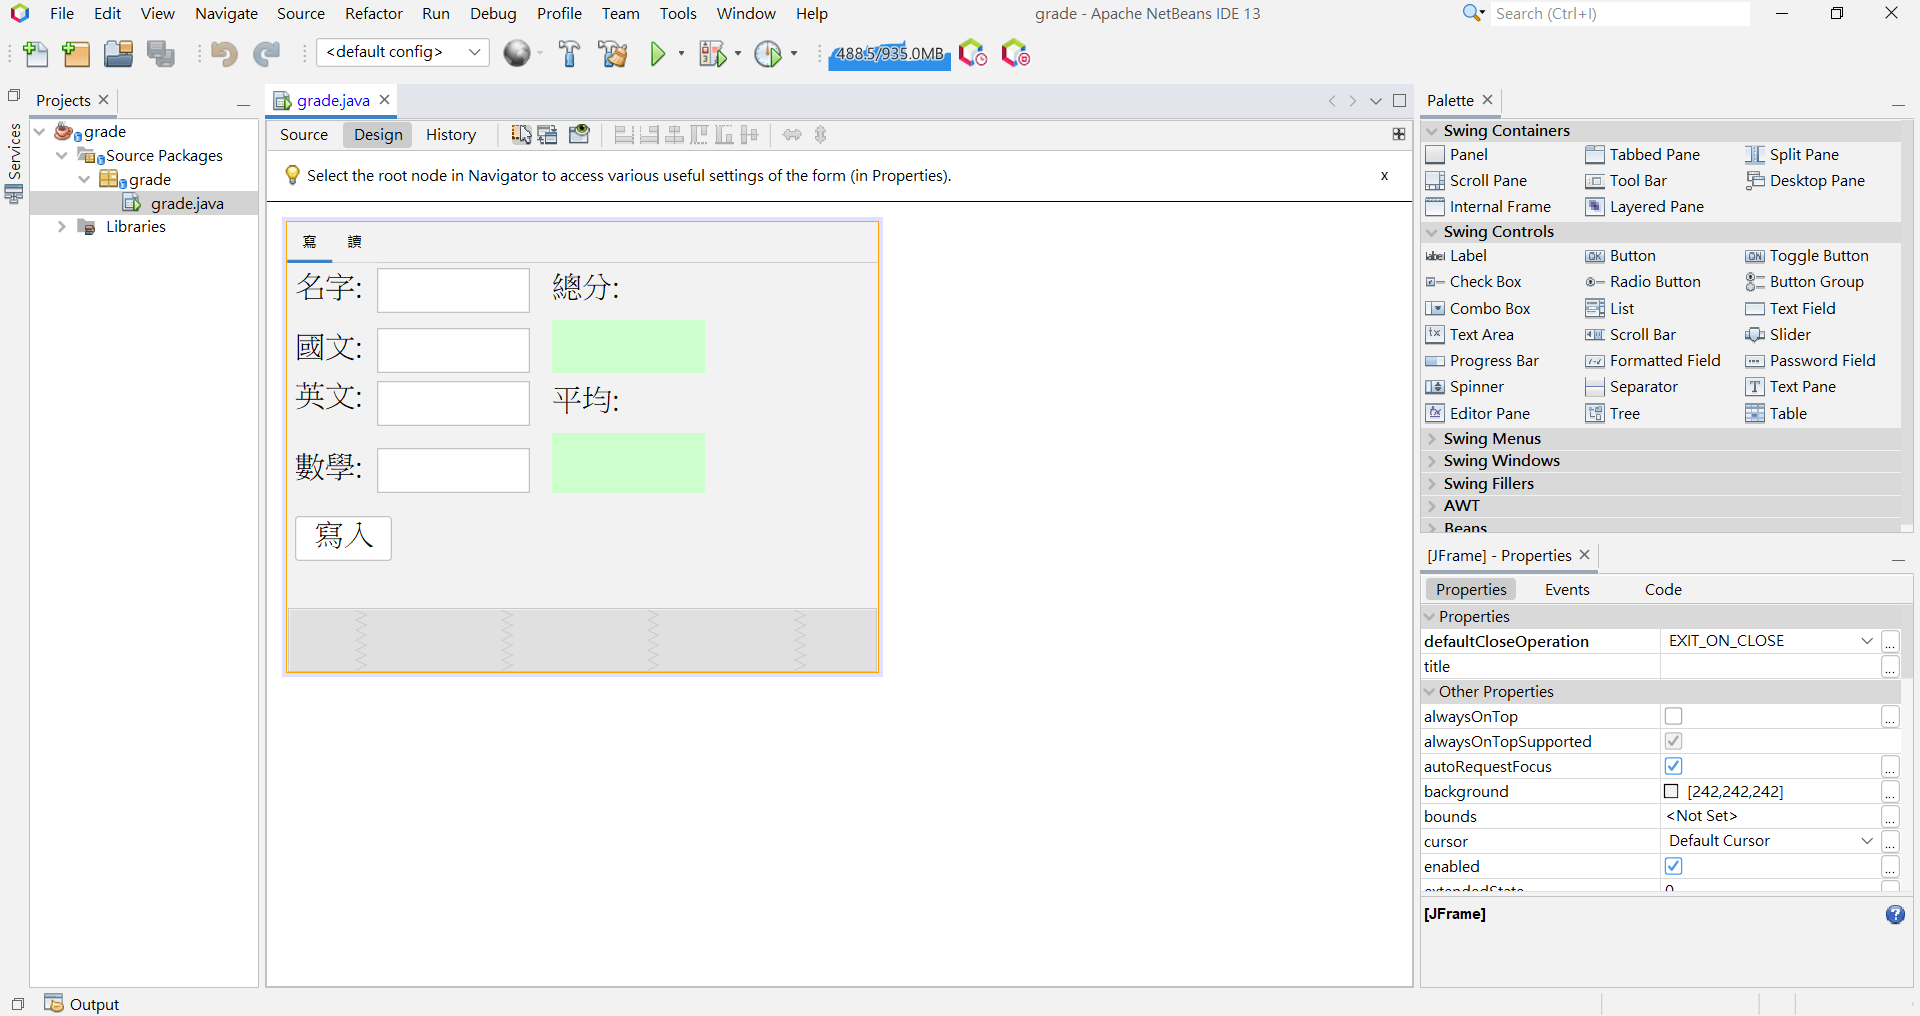 File Edit View Navigate Source Refactor Run Debug Profile Team Tools Window Help
grade - Apache NetBeans IDE 13
Search (Ctrl+I)
<default config>
488.5/935.0MB
Services
Projects
grade
Source Packages
grade
grade.java
Libraries
grade.java
Source Design History
Select the root node in Navigator to access various useful settings of the form (in Properties).
x
寫 讀
名字: 總分:
國文:
英文: 平均:
數學:
寫入
Palette
Swing Containers
Panel Tabbed Pane Split Pane
Scroll Pane Tool Bar Desktop Pane
Internal Frame Layered Pane
Swing Controls
Label Button Toggle Button
Check Box Radio Button Button Group
Combo Box List Text Field
Text Area Scroll Bar Slider
Progress Bar Formatted Field Password Field
Spinner Separator Text Pane
Editor Pane Tree Table
Swing Menus
Swing Windows
Swing Fillers
AWT
Beans
[JFrame] - Properties
Properties Events Code
Properties
defaultCloseOperation EXIT_ON_CLOSE ...
title ...
Other Properties
alwaysOnTop ...
alwaysOnTopSupported
autoRequestFocus ...
background [242,242,242] ...
bounds <Not Set> ...
cursor Default Cursor ...
enabled ...
extendedState 0
[JFrame]
Output